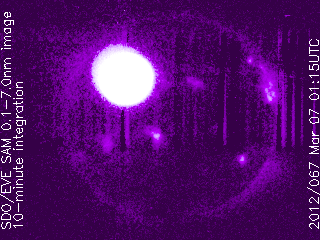 SDO/EVE SAM 0.1-7.0nm image
10-minute integration
2012/067 Mar 07 01:15UTC